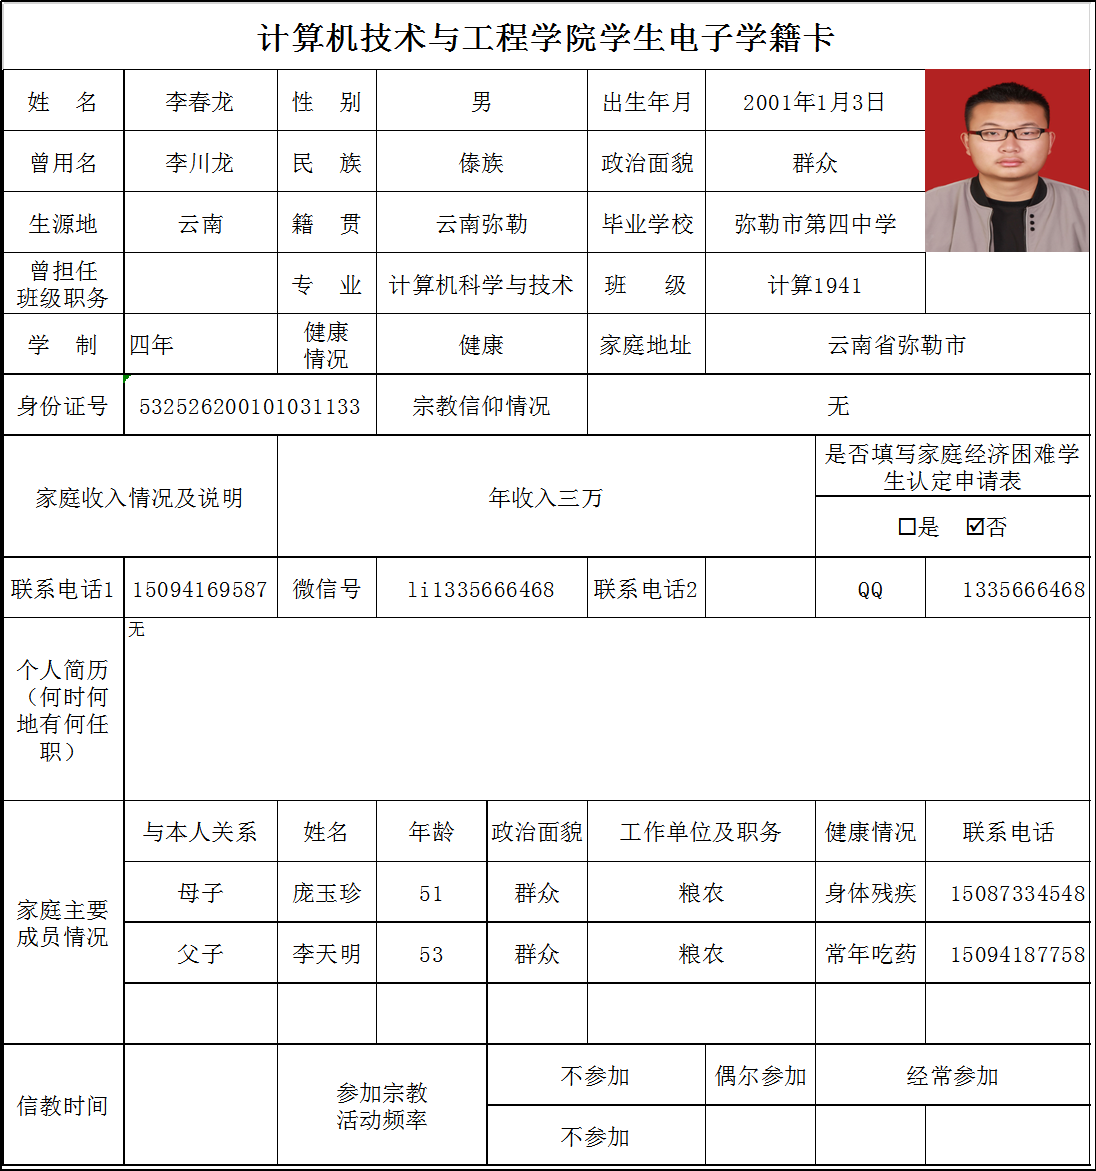 计算机技术与工程学院学生电子学籍卡
姓 名 李春龙 性 别 男 出生年月 2001年1月3日
曾用名 李川龙 民 族 傣族 政治面貌 群众
生源地 云南 籍 贯 云南弥勒 毕业学校 弥勒市第四中学
曾担任
班级职务 专 业 计算机科学与技术 班 级 计算1941
学 制 四年 健康
情况 健康 家庭地址 云南省弥勒市
身份证号 532526200101031133 宗教信仰情况 无
家庭收入情况及说明 年收入三万 是否填写家庭经济困难学
生认定申请表
☐是 ☑否
联系电话1 15094169587 微信号 li1335666468 联系电话2 QQ 1335666468
个人简历
（何时何
地有何任
职）
无
家庭主要
成员情况
与本人关系 姓名 年龄 政治面貌 工作单位及职务 健康情况 联系电话
母子 庞玉珍 51 群众 粮农 身体残疾 15087334548
父子 李天明 53 群众 粮农 常年吃药 15094187758
信教时间 参加宗教
活动频率
不参加 偶尔参加 经常参加
不参加